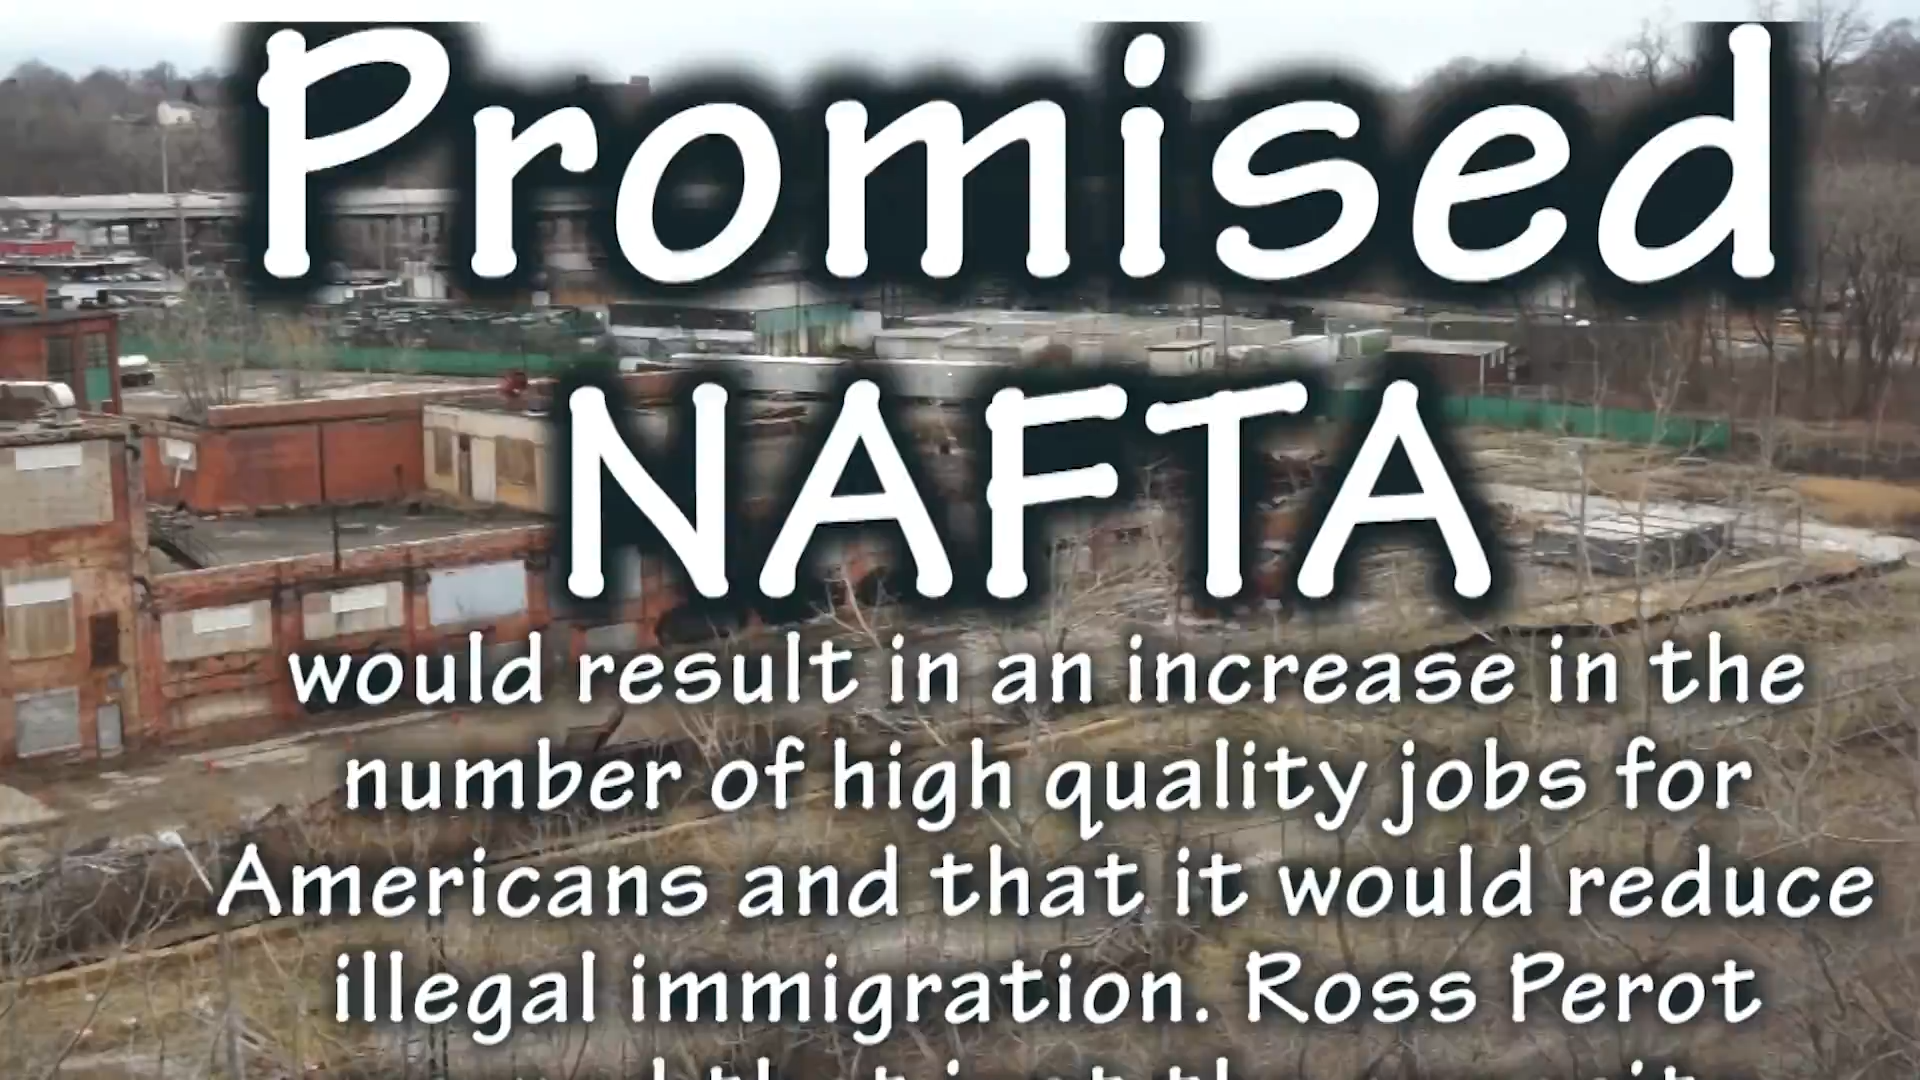 Promised
NAFTA
would result in an increase in the
number of high quality jobs for
Americans and that it would reduce
illegal immigration. Ross Perot